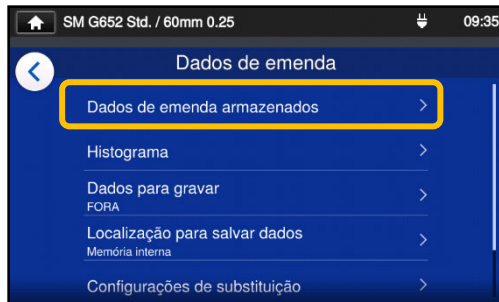 SM G652 Std. / 60mm 0.25 09:35
Dados de emenda
Dados de emenda armazenados
Histograma
Dados para gravar
FORA
Localização para salvar dados
Memória interna
Configurações de substituição